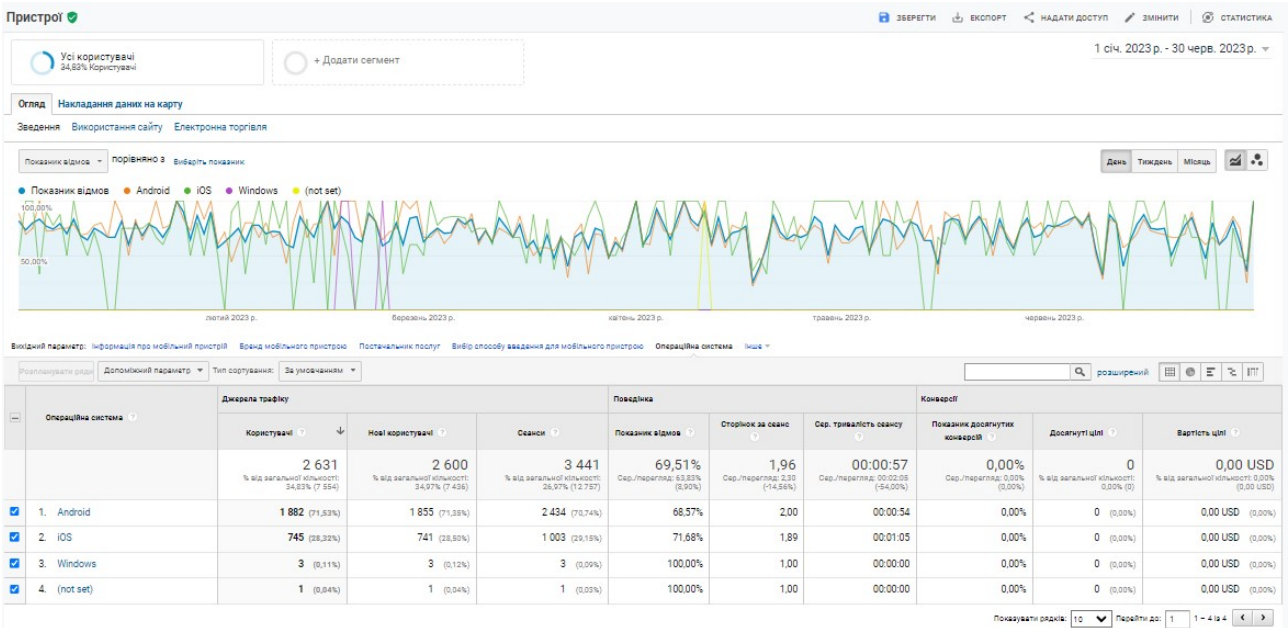 Пристрої
ЗБЕРЕГТИ ЕКСПОРТ НАДАТИ ДОСТУП ЗМІНИТИ СТАТИСТИКА
Усі користувачі
34,83% Користувачі
+ Додати сегмент
1 січ. 2023 р. - 30 черв. 2023 р.
Огляд Накладання даних на карту
Зведення Використання сайту Електронна торгівля
Показник відмов порівняно з Виберіть показник
День Тиждень Місяць
Показник відмов Android iOS Windows (not set)
100,00%
50,00%
лютий 2023 р. березень 2023 р. квітень 2023 р. травень 2023 р. червень 2023 р.
Вихідний параметр: Інформація про мобільний пристрій Бренд мобільного пристрою Постачальник послуг Вибір способу введення для мобільного пристрою Операційна система Інше
Розпланувати ряди Допоміжний параметр Тип сортування: За умовчанням
розширений
Джерела трафіку Поведінка Конверсії
Операційна система ?
Користувачі ? Нові користувачі ? Сеанси ? Показник відмов ? Сторінок за сеанс ? Сер. тривалість сеансу ? Показник досягнутих конверсій ? Досягнуті цілі ? Вартість цілі ?
2 631 2 600 3 441 69,51% 1,96 00:00:57 0,00% 0 0,00 USD
% від загальної кількості: 34,83% (7 554) % від загальної кількості: 34,97% (7 436) % від загальної кількості: 26,97% (12 757) Сер./перегляд: 63,83% (8,90%) Сер./перегляд: 2,30 (-14,56%) Сер./перегляд: 00:02:05 (-54,00%) Сер./перегляд: 0,00% (0,00%) % від загальної кількості: 0,00% (0) % від загальної кількості: 0,00% (0,00 USD)
1. Android 1 882 (71,53%) 1 855 (71,35%) 2 434 (70,74%) 68,57% 2,00 00:00:54 0,00% 0 (0,00%) 0,00 USD (0,00%)
2. iOS 745 (28,32%) 741 (28,50%) 1 003 (29,15%) 71,68% 1,89 00:01:05 0,00% 0 (0,00%) 0,00 USD (0,00%)
3. Windows 3 (0,11%) 3 (0,12%) 3 (0,09%) 100,00% 1,00 00:00:00 0,00% 0 (0,00%) 0,00 USD (0,00%)
4. (not set) 1 (0,04%) 1 (0,04%) 1 (0,03%) 100,00% 1,00 00:00:00 0,00% 0 (0,00%) 0,00 USD (0,00%)
Показувати рядків: 10 Перейти до: 1 1 – 4 із 4